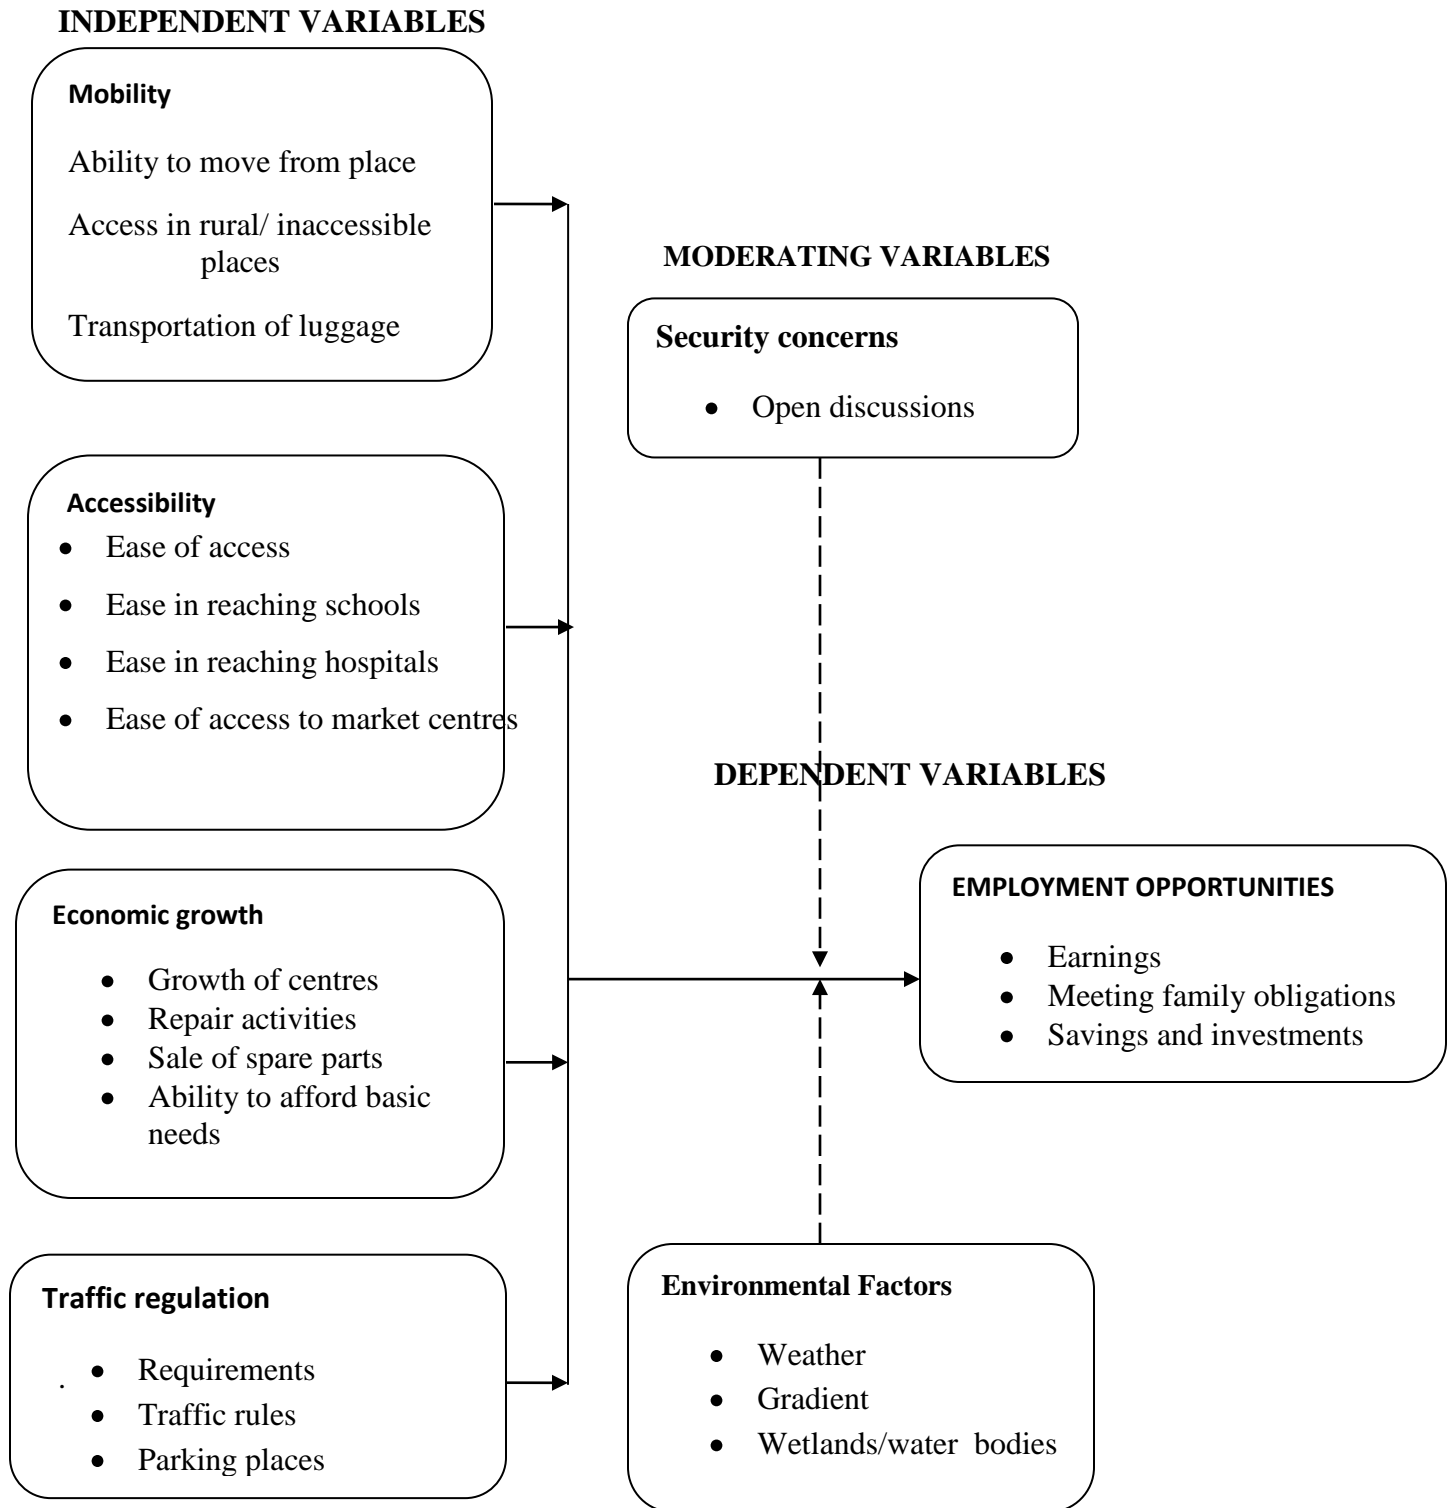 INDEPENDENT VARIABLES
Mobility
Ability to move from place
Access in rural/ inaccessible
places
Transportation of luggage
Accessibility
• Ease of access
• Ease in reaching schools
• Ease in reaching hospitals
• Ease of access to market centres
Economic growth
• Growth of centres
• Repair activities
• Sale of spare parts
• Ability to afford basic
needs
Traffic regulation
• Requirements
.
• Traffic rules
• Parking places
MODERATING VARIABLES
Security concerns
• Open discussions
DEPENDENT VARIABLES
EMPLOYMENT OPPORTUNITIES
• Earnings
• Meeting family obligations
• Savings and investments
Environmental Factors
• Weather
• Gradient
• Wetlands/water bodies